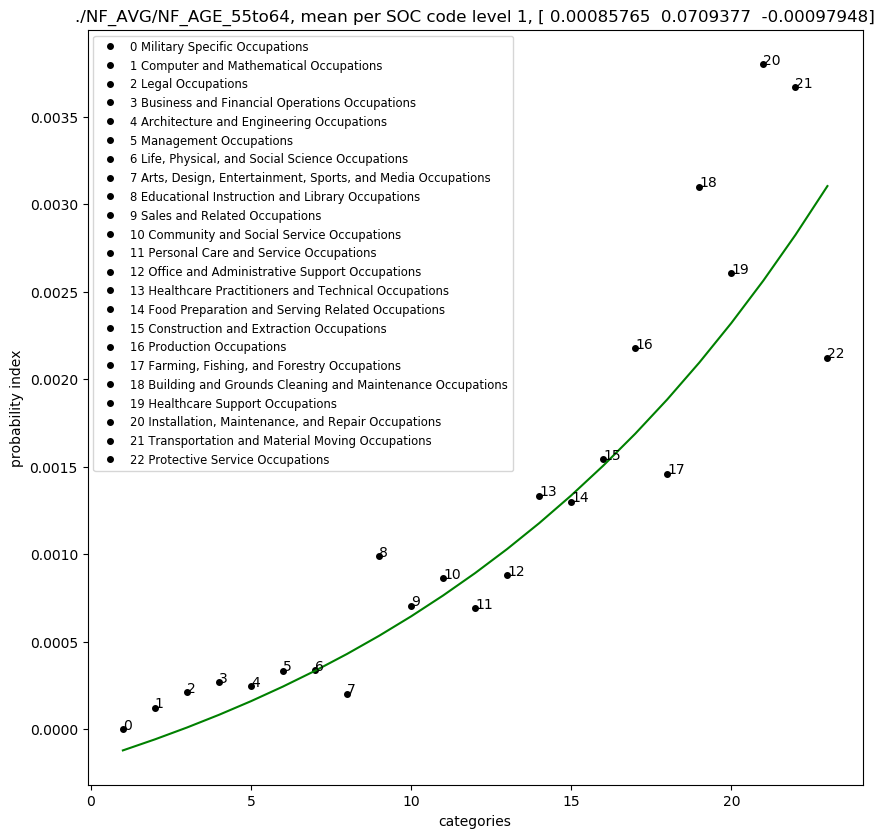 ./NF_AVG/NF_AGE_55to64, mean per SOC code level 1, [ 0.00085765  0.0709377  -0.00097948]
0 Military Specific Occupations
1 Computer and Mathematical Occupations
2 Legal Occupations
3 Business and Financial Operations Occupations
4 Architecture and Engineering Occupations
5 Management Occupations
6 Life, Physical, and Social Science Occupations
7 Arts, Design, Entertainment, Sports, and Media Occupations
8 Educational Instruction and Library Occupations
9 Sales and Related Occupations
10 Community and Social Service Occupations
11 Personal Care and Service Occupations
12 Office and Administrative Support Occupations
13 Healthcare Practitioners and Technical Occupations
14 Food Preparation and Serving Related Occupations
15 Construction and Extraction Occupations
16 Production Occupations
17 Farming, Fishing, and Forestry Occupations
18 Building and Grounds Cleaning and Maintenance Occupations
19 Healthcare Support Occupations
20 Installation, Maintenance, and Repair Occupations
21 Transportation and Material Moving Occupations
22 Protective Service Occupations
0.0035
0.0030
0.0025
0.0020
0.0015
0.0010
0.0005
0.0000
probability index
0
1
2
3
4
5
6
7
8
9
10
11
12
13
14
15
16
17
18
19
20
21
22
0
5
10
15
20
categories